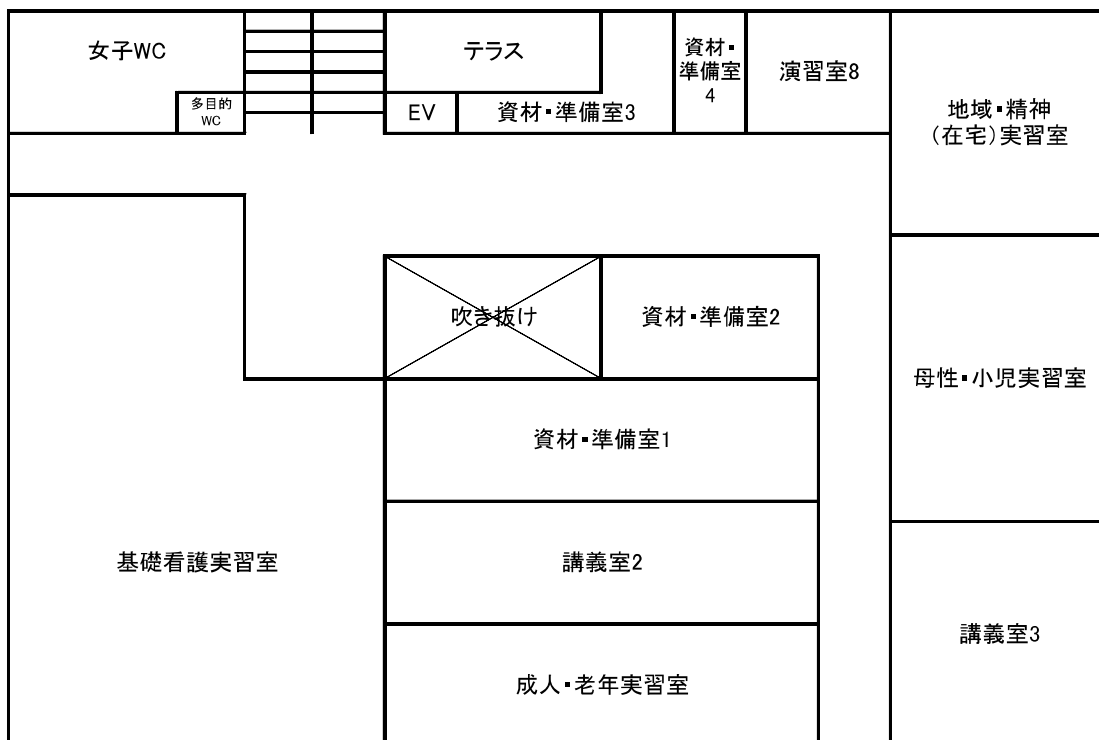 女子WC
多目的
WC
テラス
EV
資材・準備室3
資材・
準備室
4
演習室8
地域・精神
（在宅）実習室
吹き抜け
資材・準備室2
母性・小児実習室
資材・準備室1
基礎看護実習室
講義室2
講義室3
成人・老年実習室